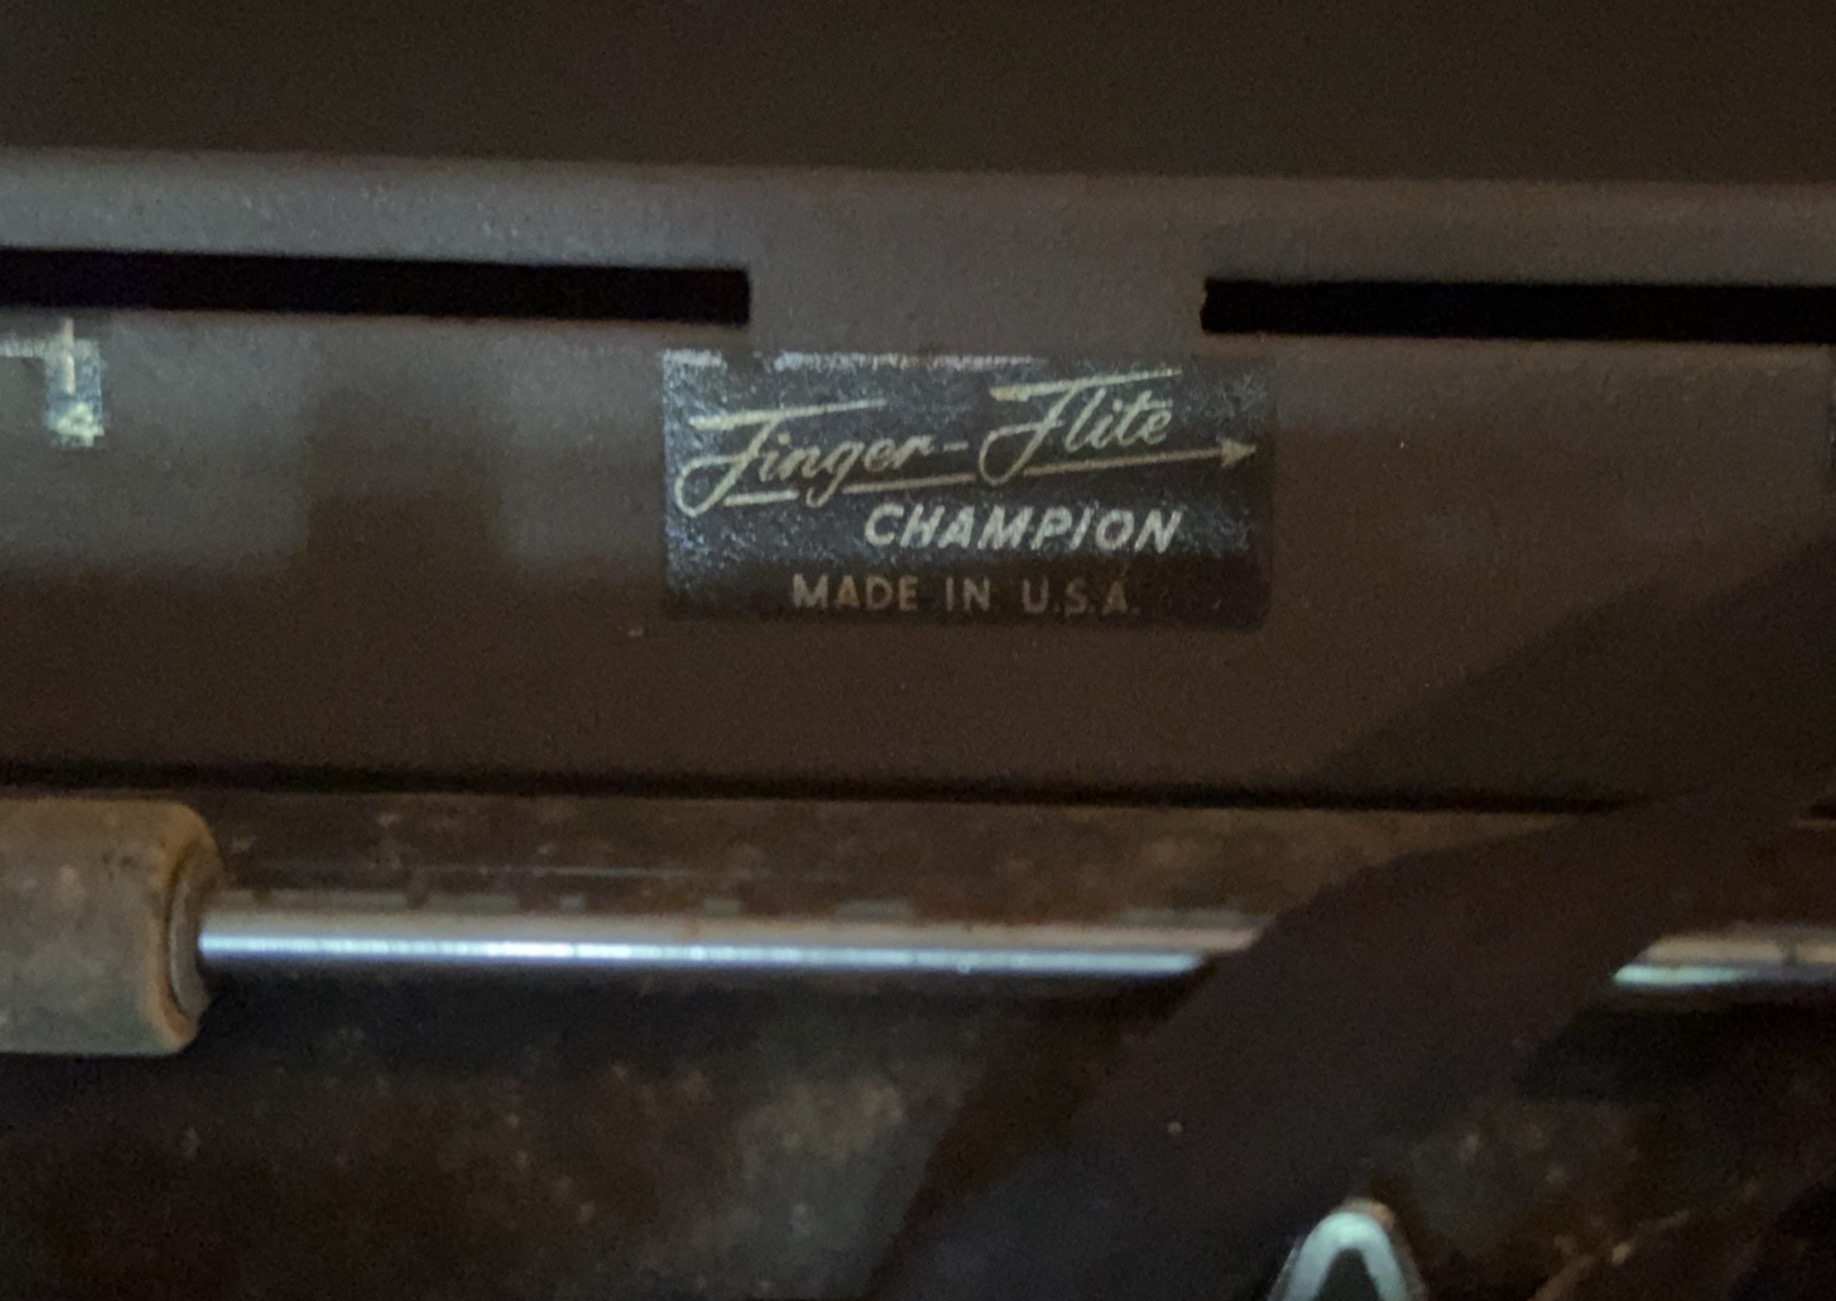 Finger-Flite
CHAMPION
MADE IN U.S.A.